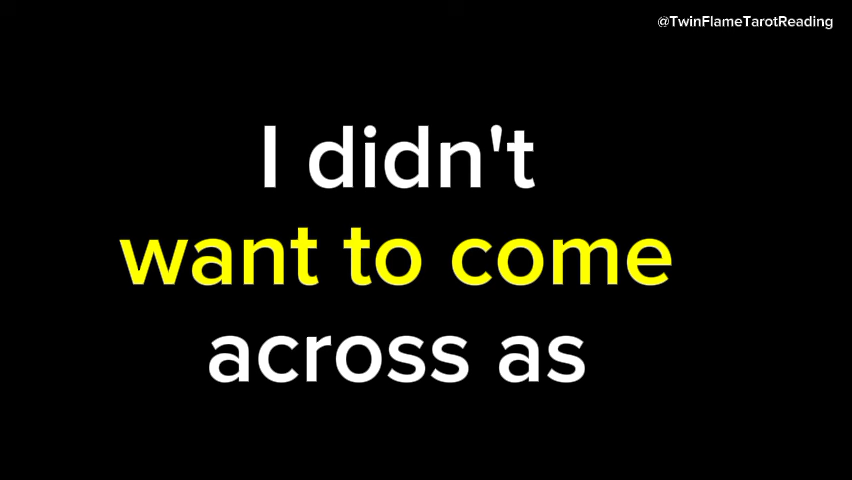 @TwinFlameTarotReading
I didn't
want to come
across as